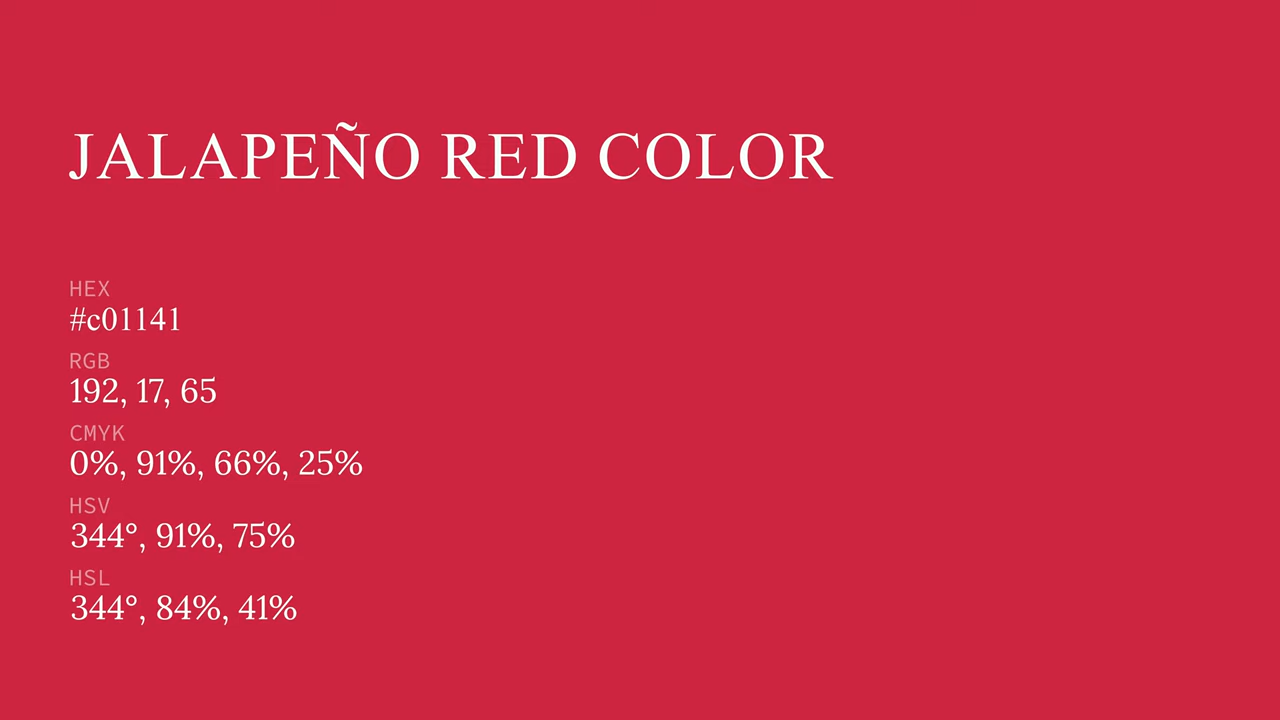 JALAPEÑO RED COLOR
HEX
#c01141
RGB
192, 17, 65
CMYK
0%, 91%, 66%, 25%
HSV
344°, 91%, 75%
HSL
344°, 84%, 41%